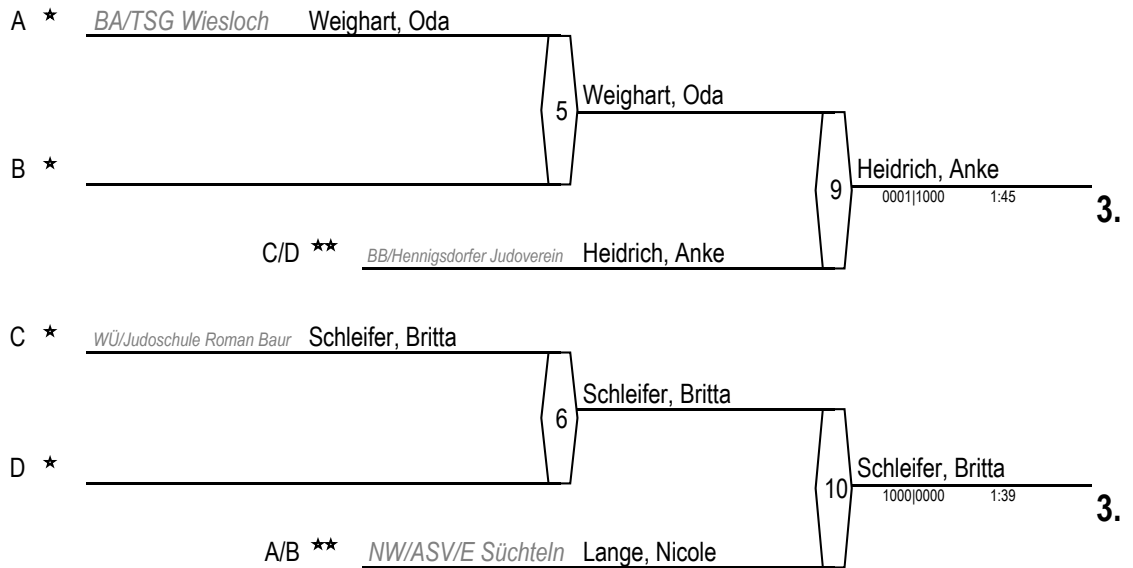 A ★ BA/TSG Wiesloch Weighart, Oda
5 Weighart, Oda
B ★
9 Heidrich, Anke
0001|1000 1:45
3.
C/D ★★ BB/Hennigsdorfer Judoverein Heidrich, Anke
C ★ WÜ/Judoschule Roman Baur Schleifer, Britta
6 Schleifer, Britta
D ★
10 Schleifer, Britta
1000|0000 1:39
3.
A/B ★★ NW/ASV/E Süchteln Lange, Nicole